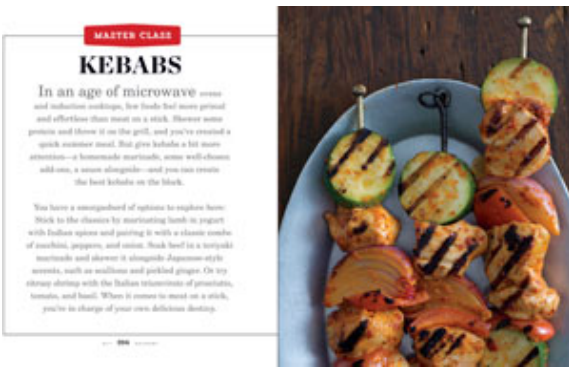 MASTER CLASS
KEBABS
In an age of microwave ovens
and induction cooktops, few foods feel more primal
and effortless than meat on a stick. Skewer some
protein and throw it on the grill, and you've created a
quick summer meal. But give kebabs a bit more
attention—a homemade marinade, some well-chosen
add-ons, a sauce alongside—and you can create
the best kebabs on the block.
You have a smorgasbord of options to explore here:
Stick to the classics by marinating lamb in yogurt
with Indian spices and pairing it with a classic combo
of zucchini, peppers, and onion. Soak beef in a teriyaki
marinade and skewer it alongside Japanese-style
accents, such as scallions and pickled ginger. Or try
shrimp with the Italian triumvirate of prosciutto,
tomato, and basil. When it comes to meat on a stick,
you're in charge of your own delicious destiny.